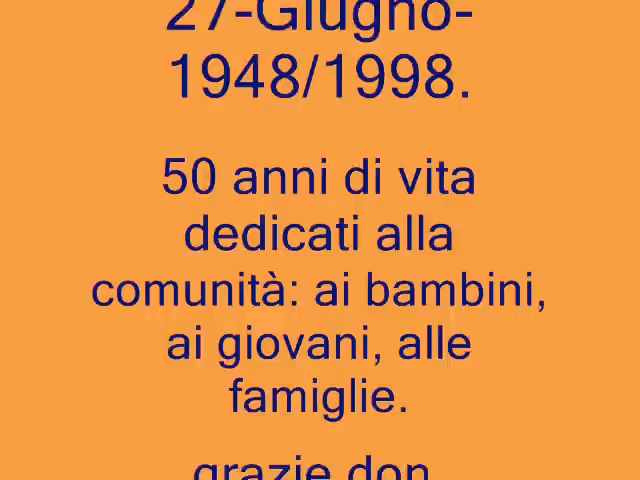 27-Giugno-
1948/1998.
50 anni di vita
dedicati alla
comunità: ai bambini,
ai giovani, alle
famiglie.
grazie don